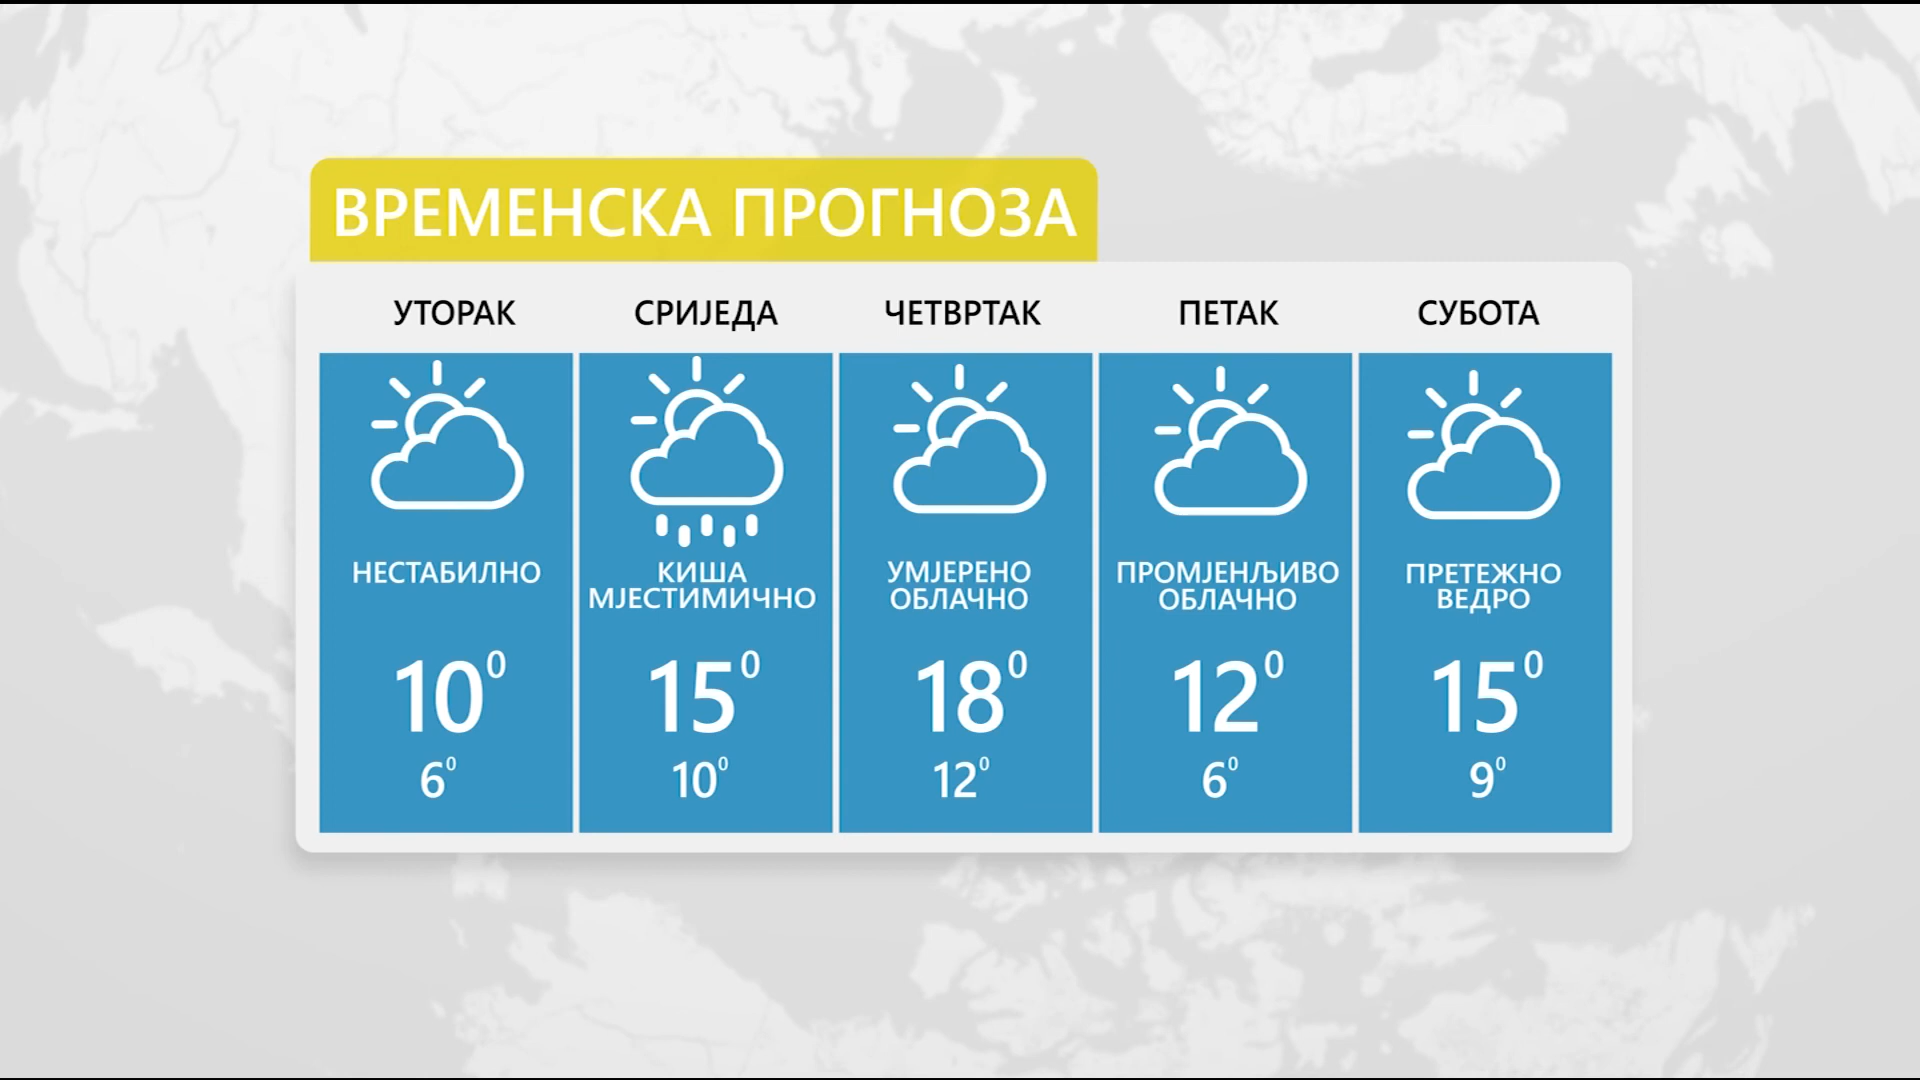 ВРЕМЕНСКА ПРОГНОЗА
УТОРАК
СРИЈЕДА
ЧЕТВРТАК
ПЕТАК
СУБОТА
НЕСТАБИЛНО
КИША
МЈЕСТИМИЧНО
УМЈЕРЕНО
ОБЛАЧНО
ПРОМЈЕНЉИВО
ОБЛАЧНО
ПРЕТЕЖНО
ВЕДРО
10⁰
15⁰
18⁰
12⁰
15⁰
6⁰
10⁰
12⁰
6⁰
9⁰